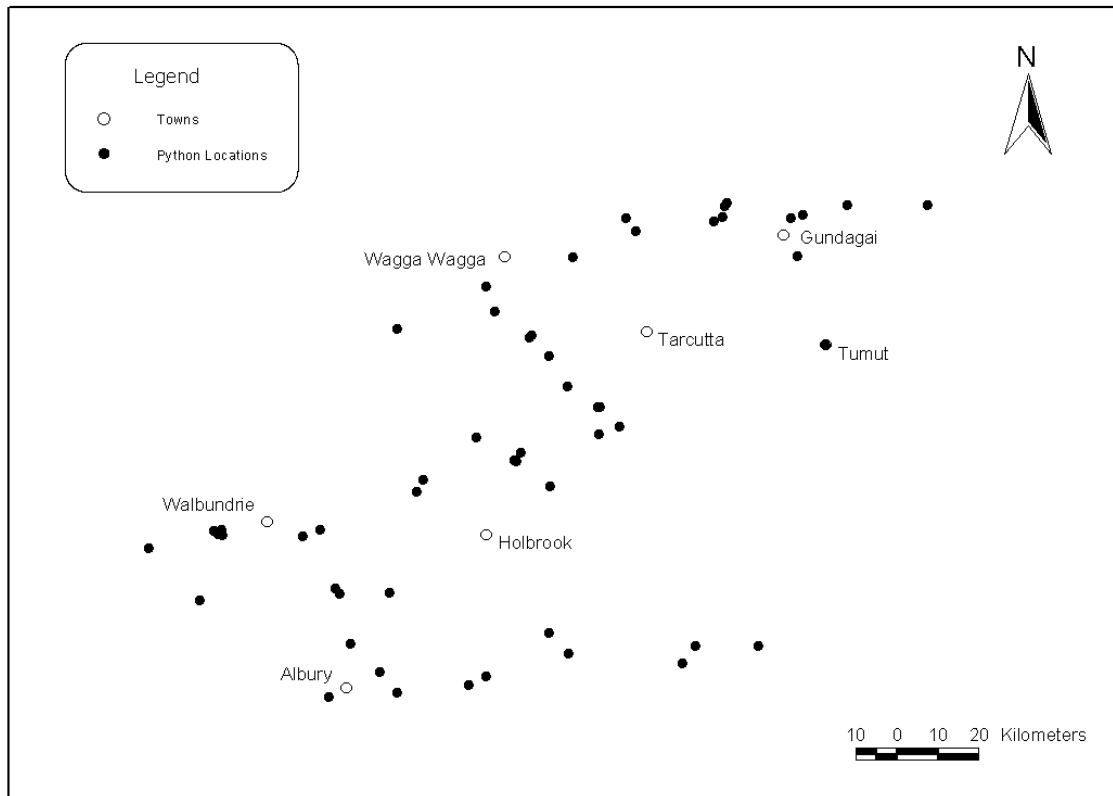 Legend
Towns
Python Locations
N
Gundagai
Wagga Wagga
Tarcutta
Tumut
Walbundrie
Holbrook
Albury
10 0 10 20 Kilometers